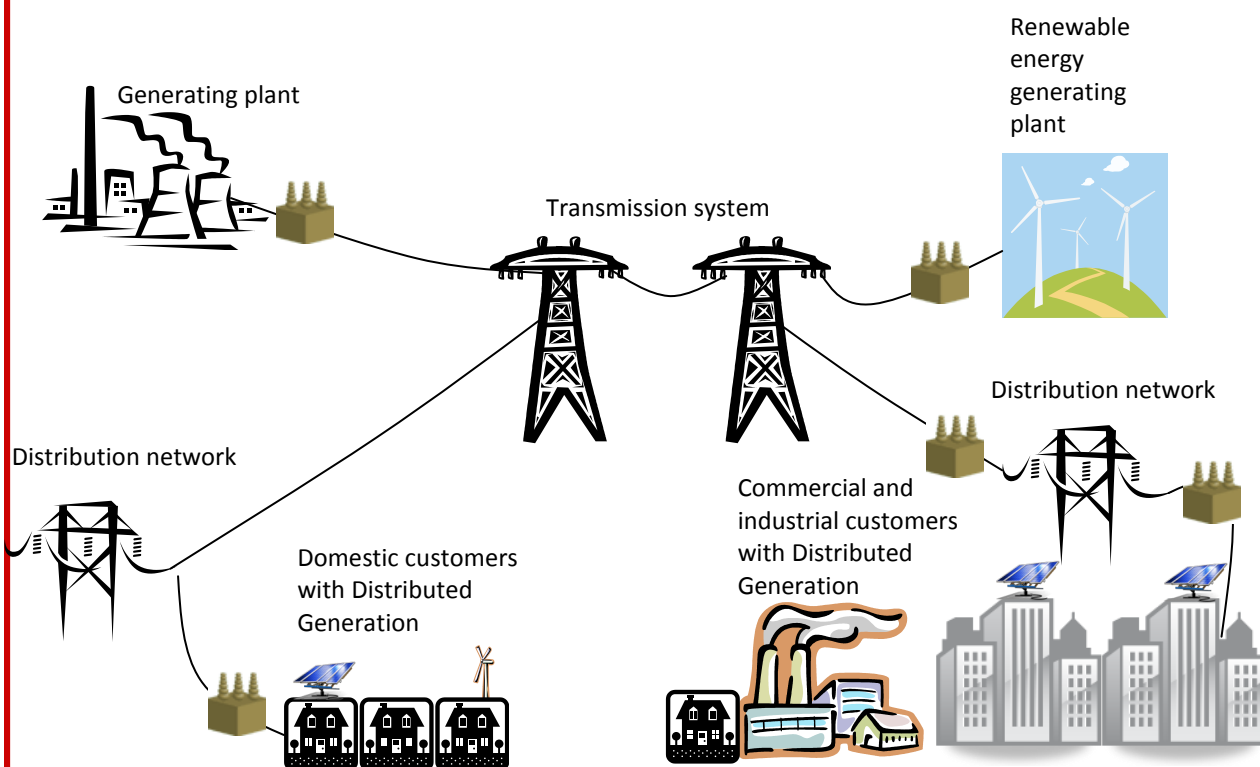 Renewable
energy
generating
plant
Generating plant
Transmission system
Distribution network
Distribution network
Commercial and
industrial customers
with Distributed
Generation
Domestic customers
with Distributed
Generation